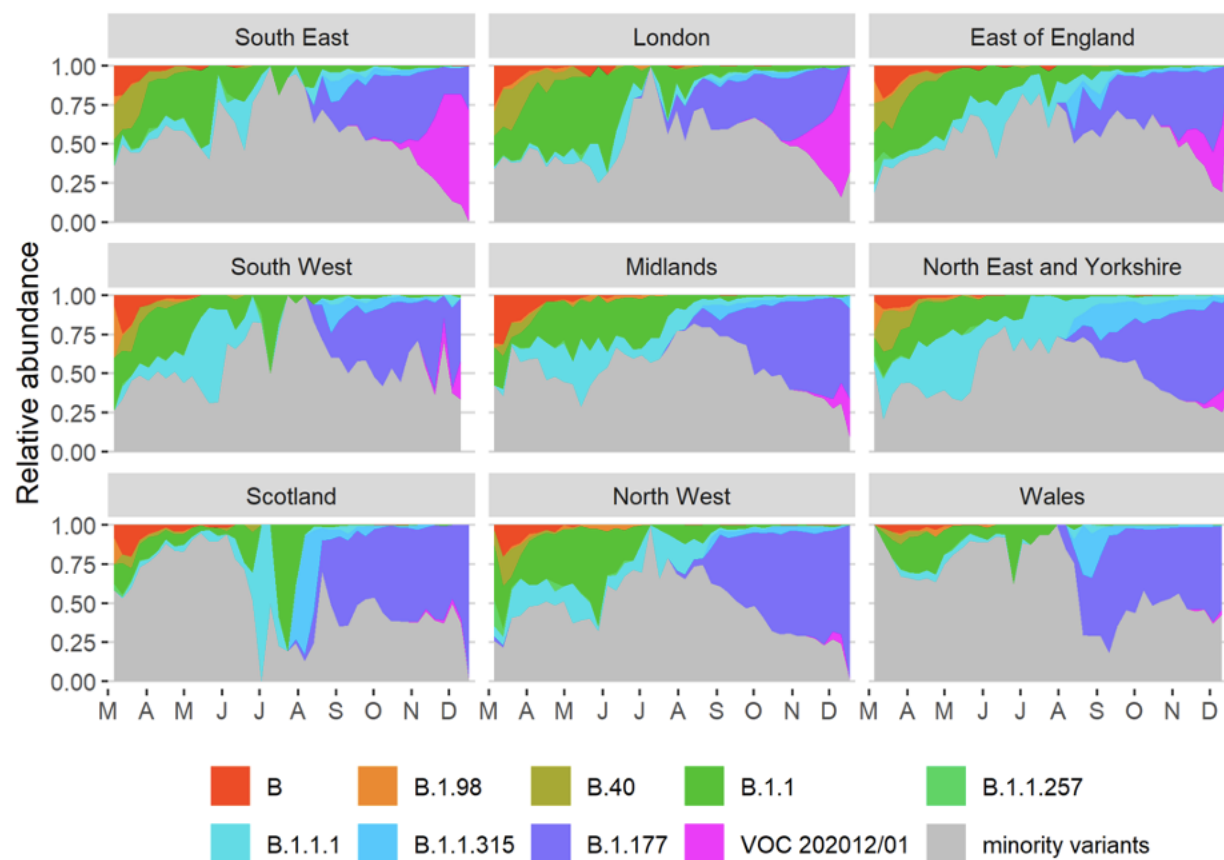 South East London East of England
1.00
0.75
0.50
0.25
0.00
South West Midlands North East and Yorkshire
1.00
0.75
0.50
0.25
0.00
Scotland North West Wales
1.00
0.75
0.50
0.25
0.00
Relative abundance
M A M J J A S O N D M A M J J A S O N D M A M J J A S O N D
B B.1.98 B.40 B.1.1 B.1.1.257
B.1.1.1 B.1.1.315 B.1.177 VOC 202012/01 minority variants